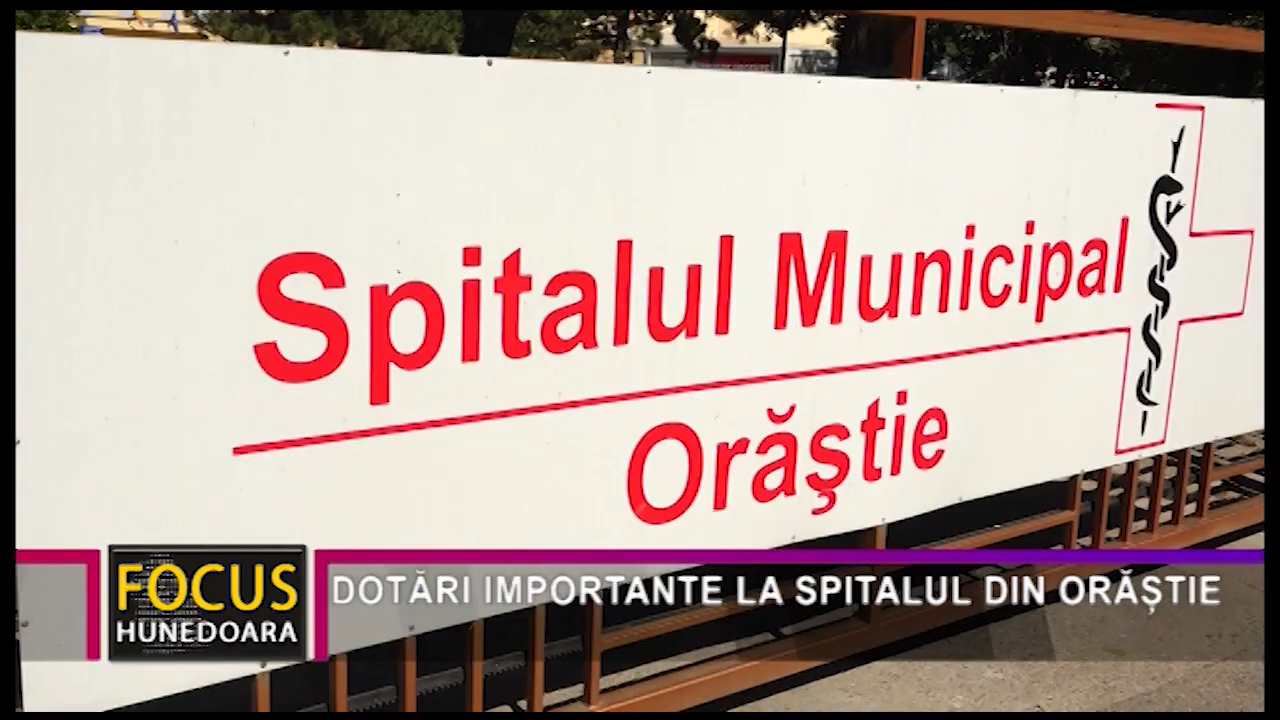 Spitalul Municipal
Orăştie
FOCUS
HUNEDOARA
DOTĂRI IMPORTANTE LA SPITALUL DIN ORĂȘTIE